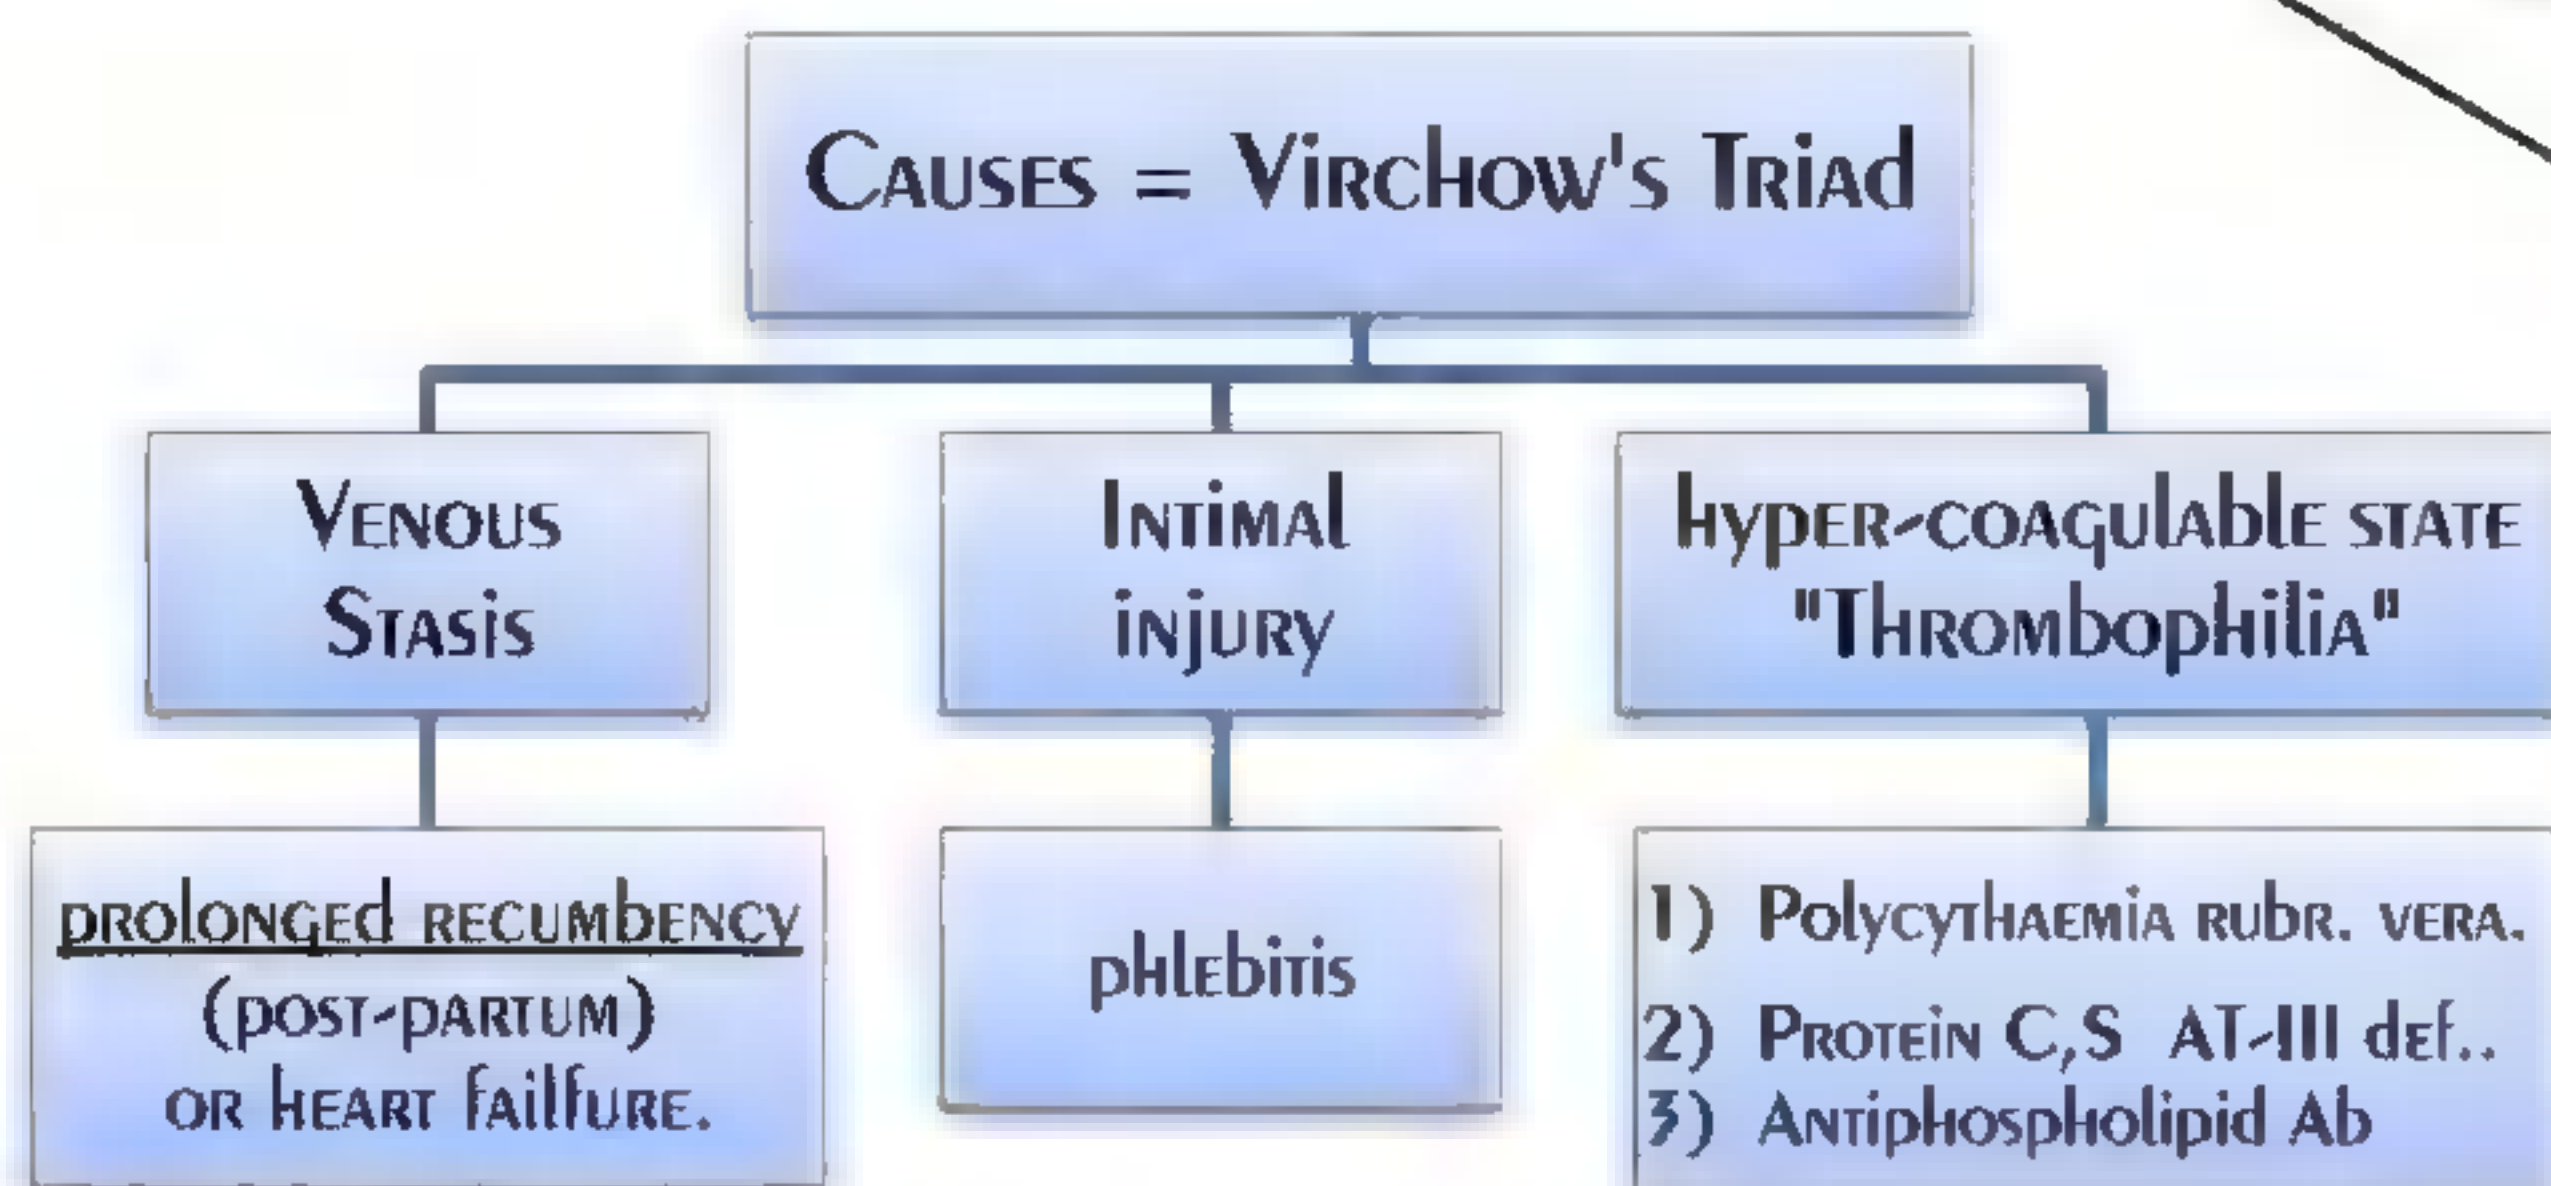 Causes = Virchow's Triad
Venous
Stasis
Intimal
injury
hyper-coagulable state
"Thrombophilia"
prolonged recumbency
(post-partum)
or heart failfure.
phlebitis
1) Polycythaemia rubr. vera.
2) Protein C,S AT-III def..
3) Antiphospholipid Ab